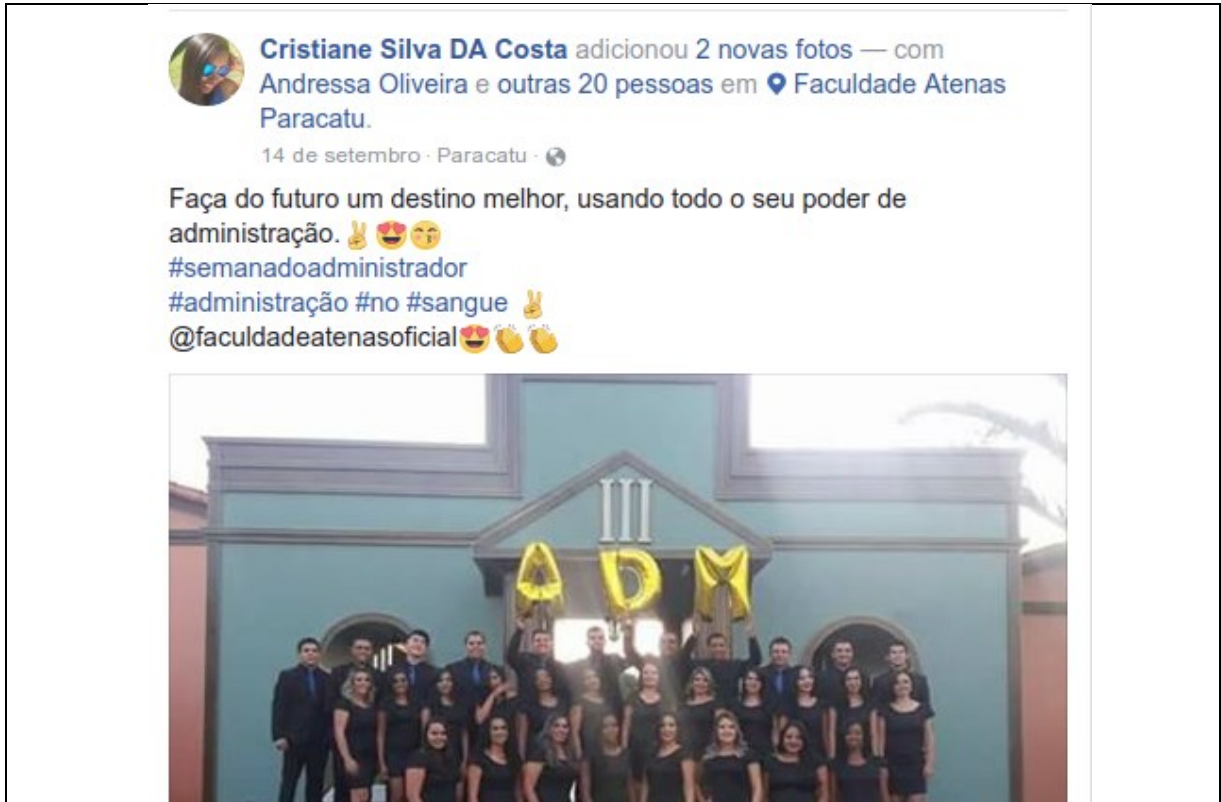 Cristiane Silva DA Costa adicionou 2 novas fotos — com
Andressa Oliveira e outras 20 pessoas em Faculdade Atenas
Paracatu.
14 de setembro · Paracatu ·
Faça do futuro um destino melhor, usando todo o seu poder de
administração.✌️😍😙
#semanadoadministrador
#administração #no #sangue ✌️
@faculdadeatenasoficial😍👏👏
III
ADM